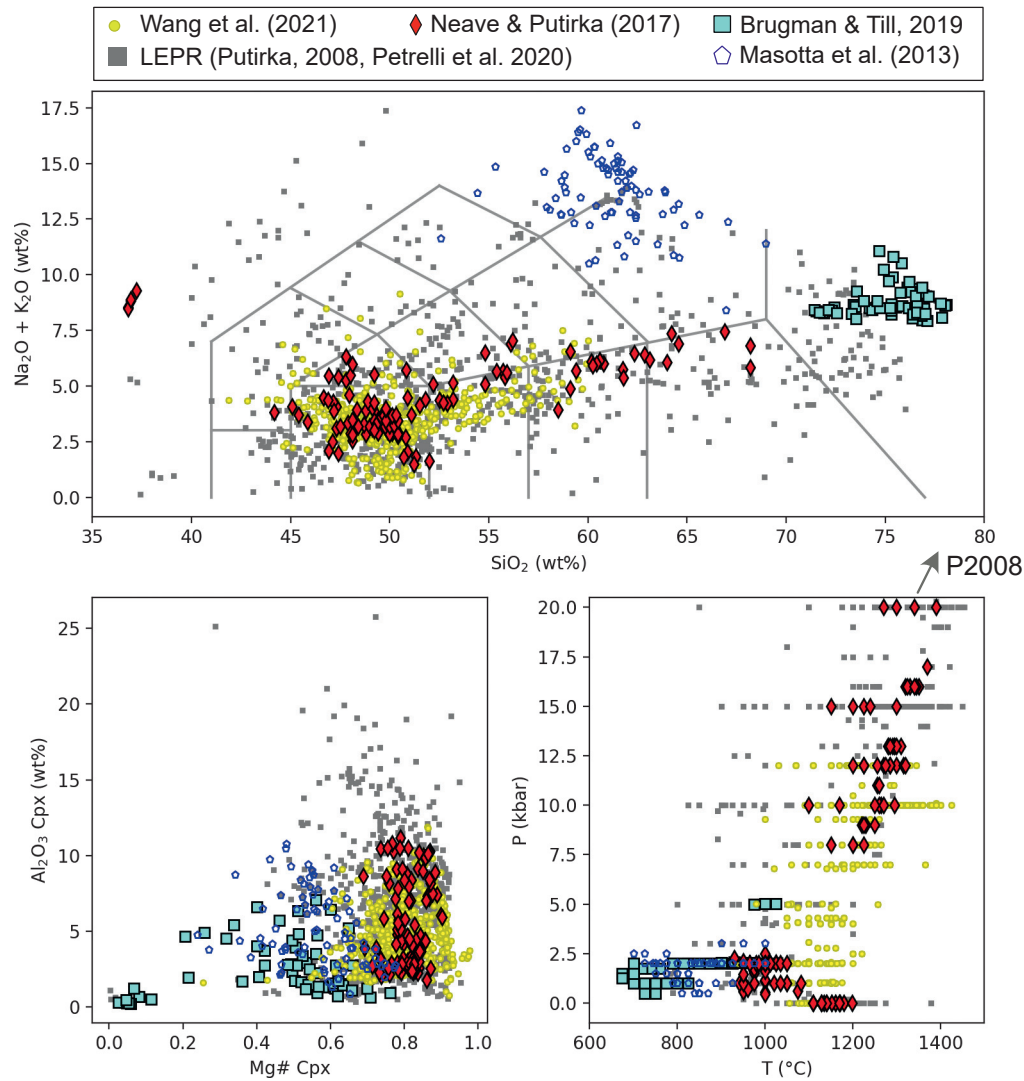 Wang et al. (2021) Neave & Putirka (2017) Brugman & Till, 2019
LEPR (Putirka, 2008, Petrelli et al. 2020) Masotta et al. (2013)
17.5
15.0
12.5
10.0
7.5
5.0
2.5
0.0
Na₂O + K₂O (wt%)
35 40 45 50 55 60 65 70 75 80
SiO₂ (wt%)
P2008
25
20
15
10
5
0
Al₂O₃ Cpx (wt%)
0.0 0.2 0.4 0.6 0.8 1.0
Mg# Cpx
20.0
17.5
15.0
12.5
10.0
7.5
5.0
2.5
0.0
P (kbar)
600 800 1000 1200 1400
T (°C)